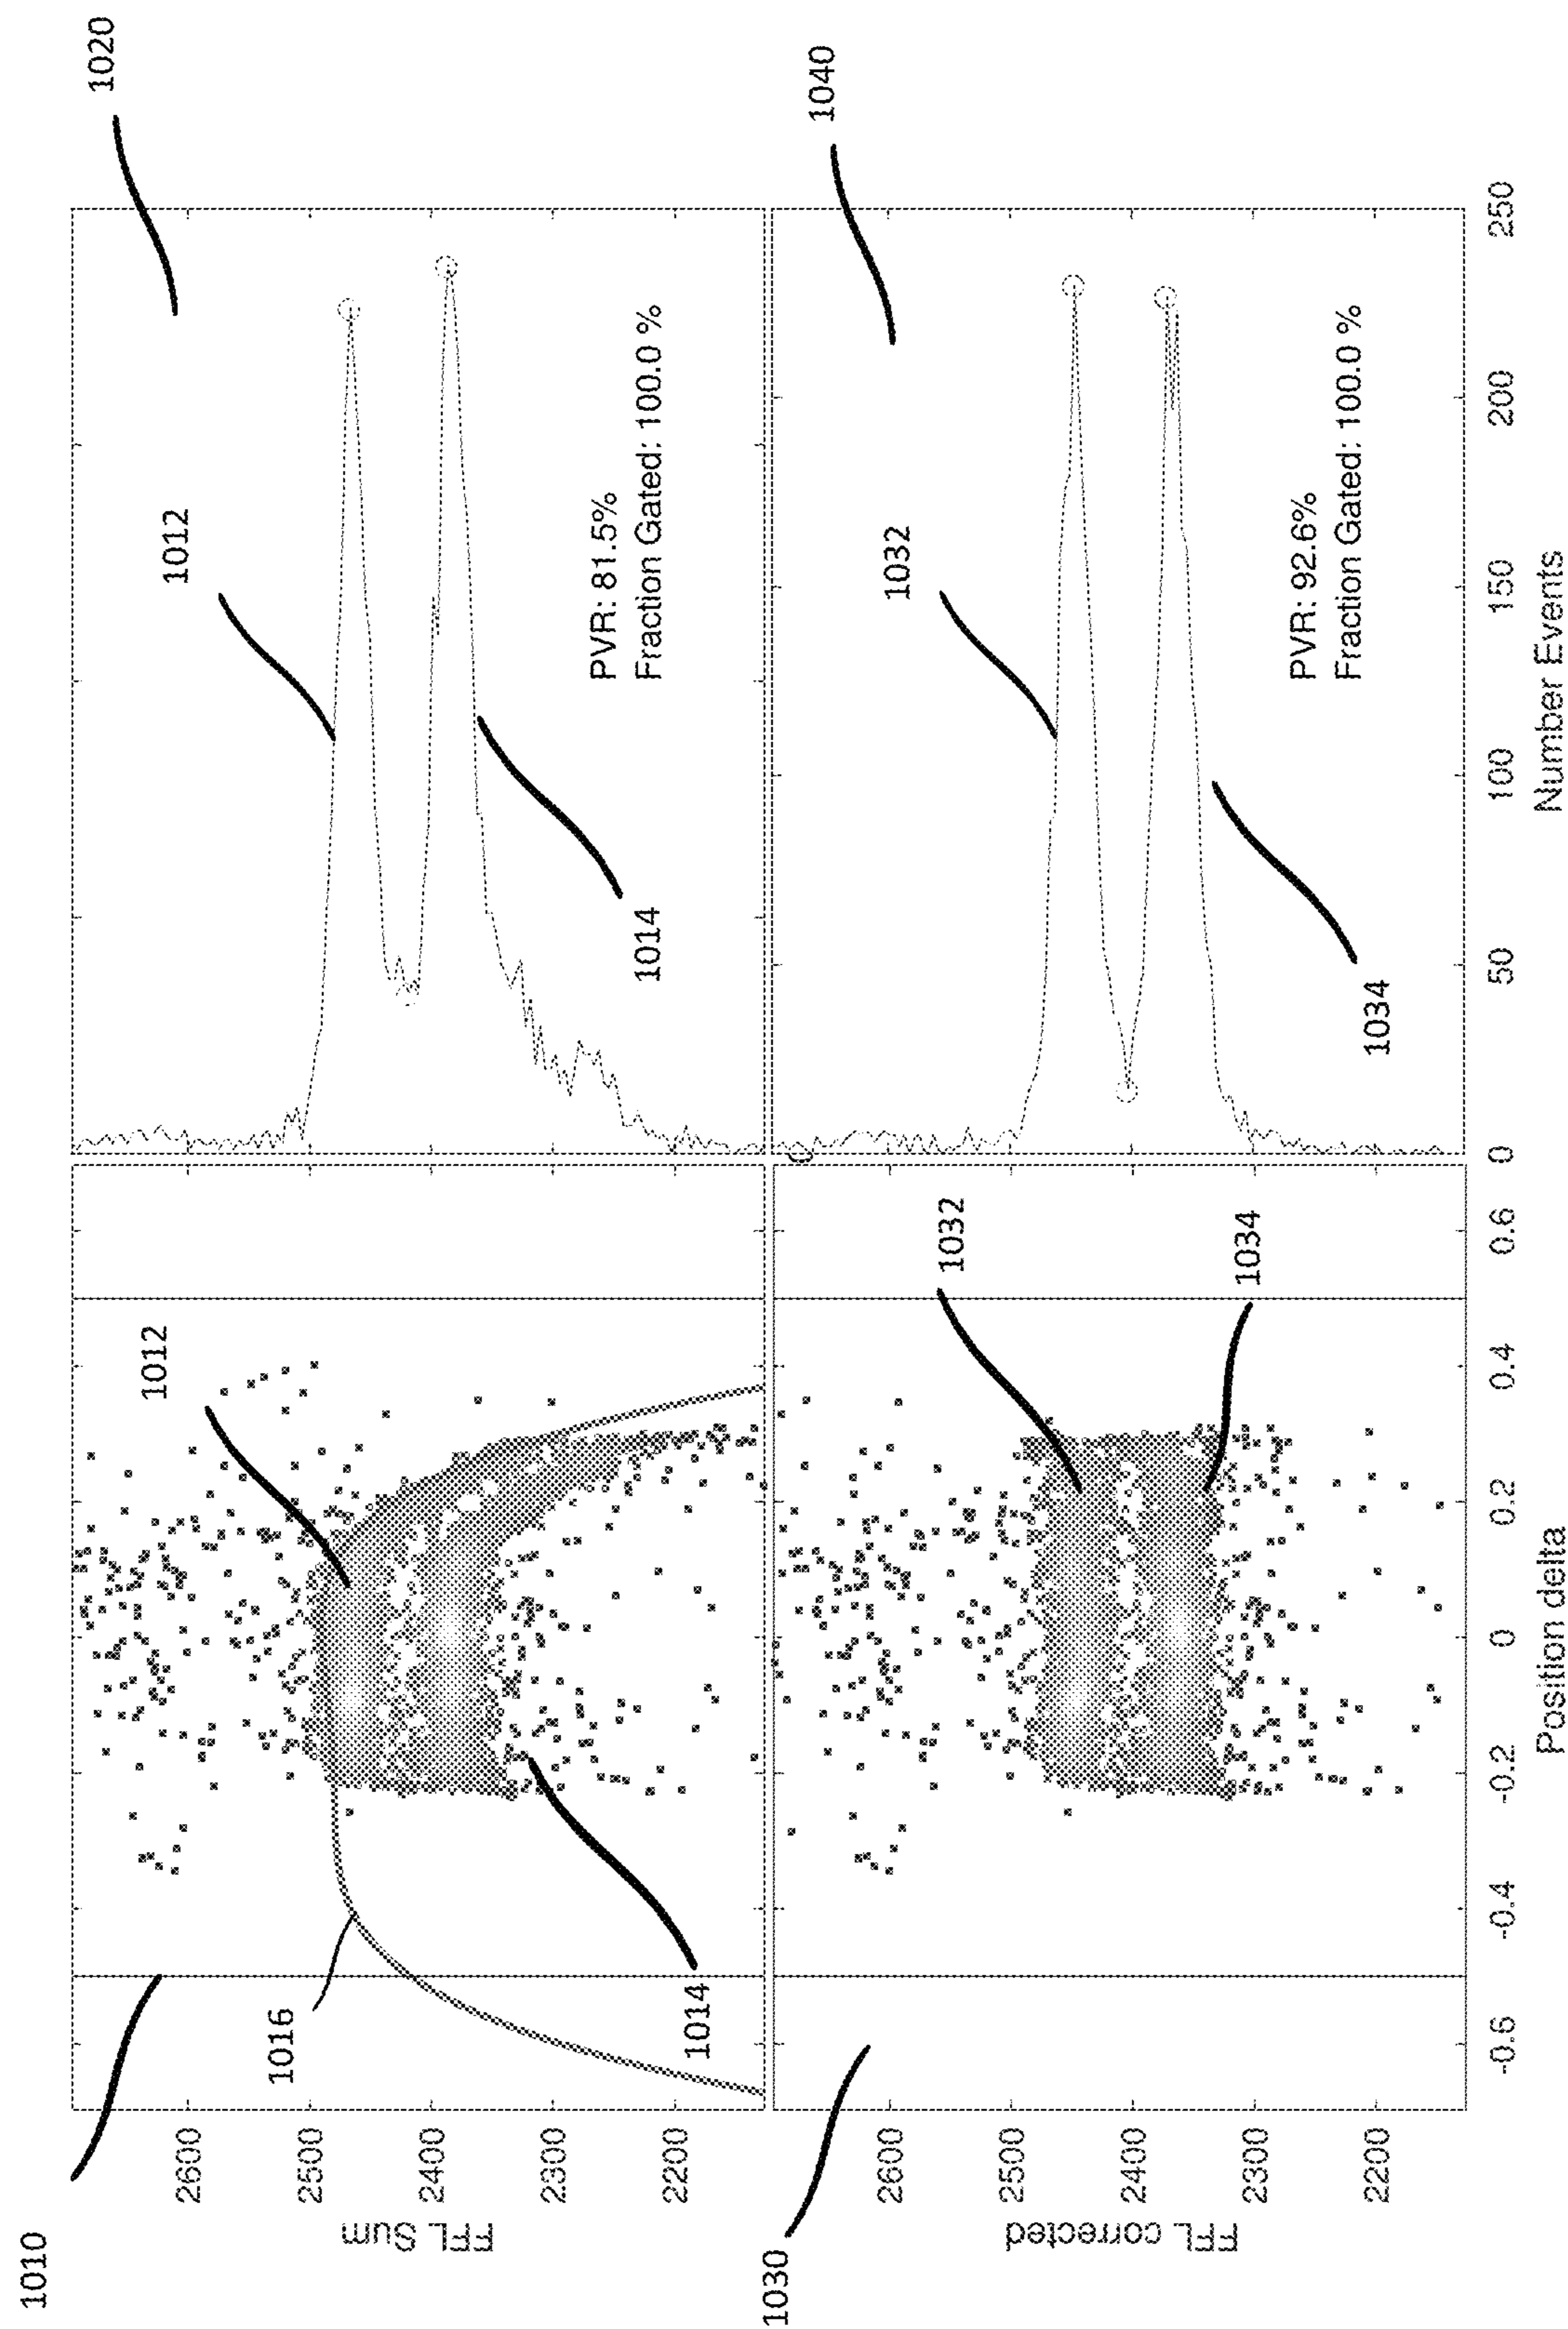 1010
1020
2600
2500
2400
2300
2200
FFL Sum
1016
1012
1014
1012
1014
PVR: 81.5%
Fraction Gated: 100.0 %
1030
1040
2600
2500
2400
2300
2200
FFL corrected
1032
1034
1032
1034
PVR: 92.6%
Fraction Gated: 100.0 %
-0.6 -0.4 -0.2 0 0.2 0.4 0.6
Position delta
0 50 100 150 200 250
Number Events